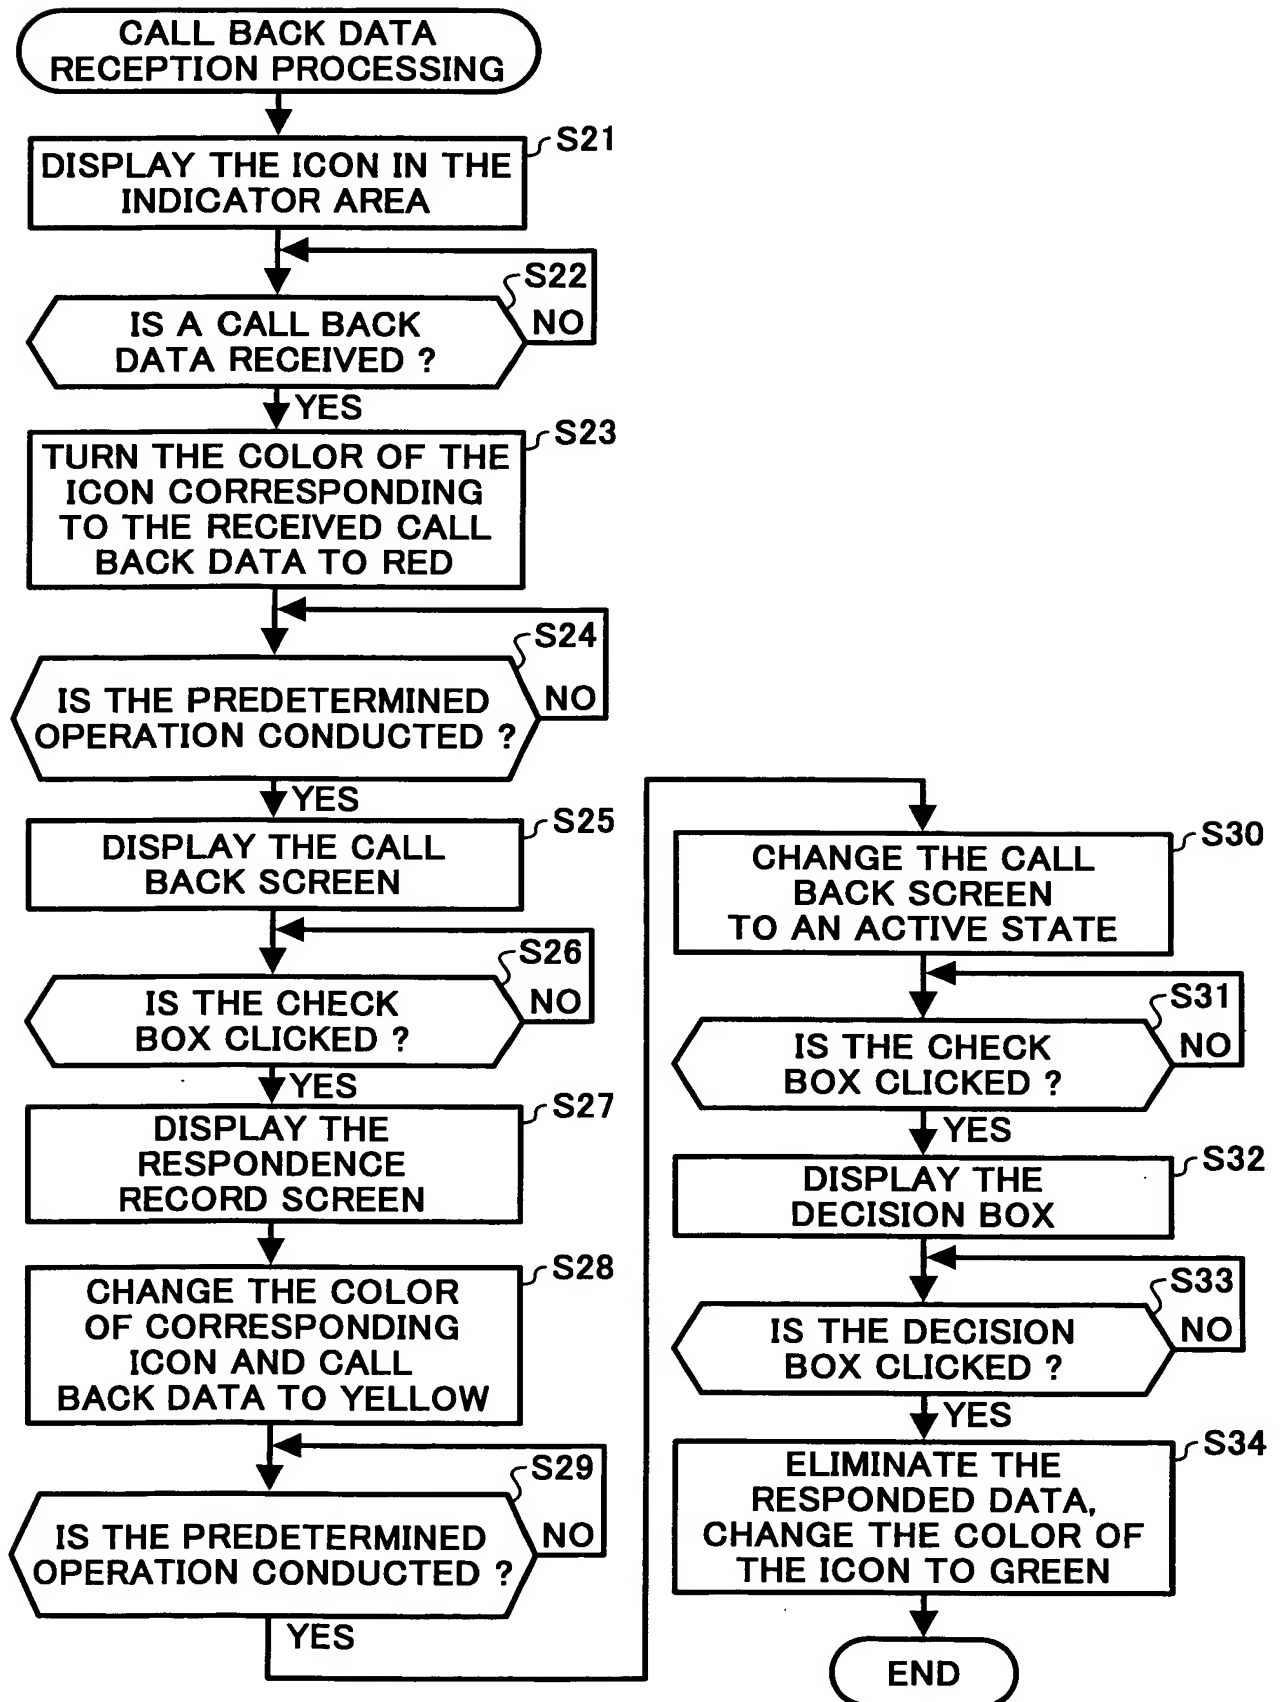 CALL BACK DATA
RECEPTION PROCESSING
S21
DISPLAY THE ICON IN THE
INDICATOR AREA
S22
IS A CALL BACK
DATA RECEIVED ?
NO
YES
S23
TURN THE COLOR OF THE
ICON CORRESPONDING
TO THE RECEIVED CALL
BACK DATA TO RED
S24
IS THE PREDETERMINED
OPERATION CONDUCTED ?
NO
YES
S25
DISPLAY THE CALL
BACK SCREEN
S26
IS THE CHECK
BOX CLICKED ?
NO
YES
S27
DISPLAY THE
RESPONDENCE
RECORD SCREEN
S28
CHANGE THE COLOR
OF CORRESPONDING
ICON AND CALL
BACK DATA TO YELLOW
S29
IS THE PREDETERMINED
OPERATION CONDUCTED ?
NO
YES
S30
CHANGE THE CALL
BACK SCREEN
TO AN ACTIVE STATE
S31
IS THE CHECK
BOX CLICKED ?
NO
YES
S32
DISPLAY THE
DECISION BOX
S33
IS THE DECISION
BOX CLICKED ?
NO
YES
S34
ELIMINATE THE
RESPONDED DATA,
CHANGE THE COLOR OF
THE ICON TO GREEN
END